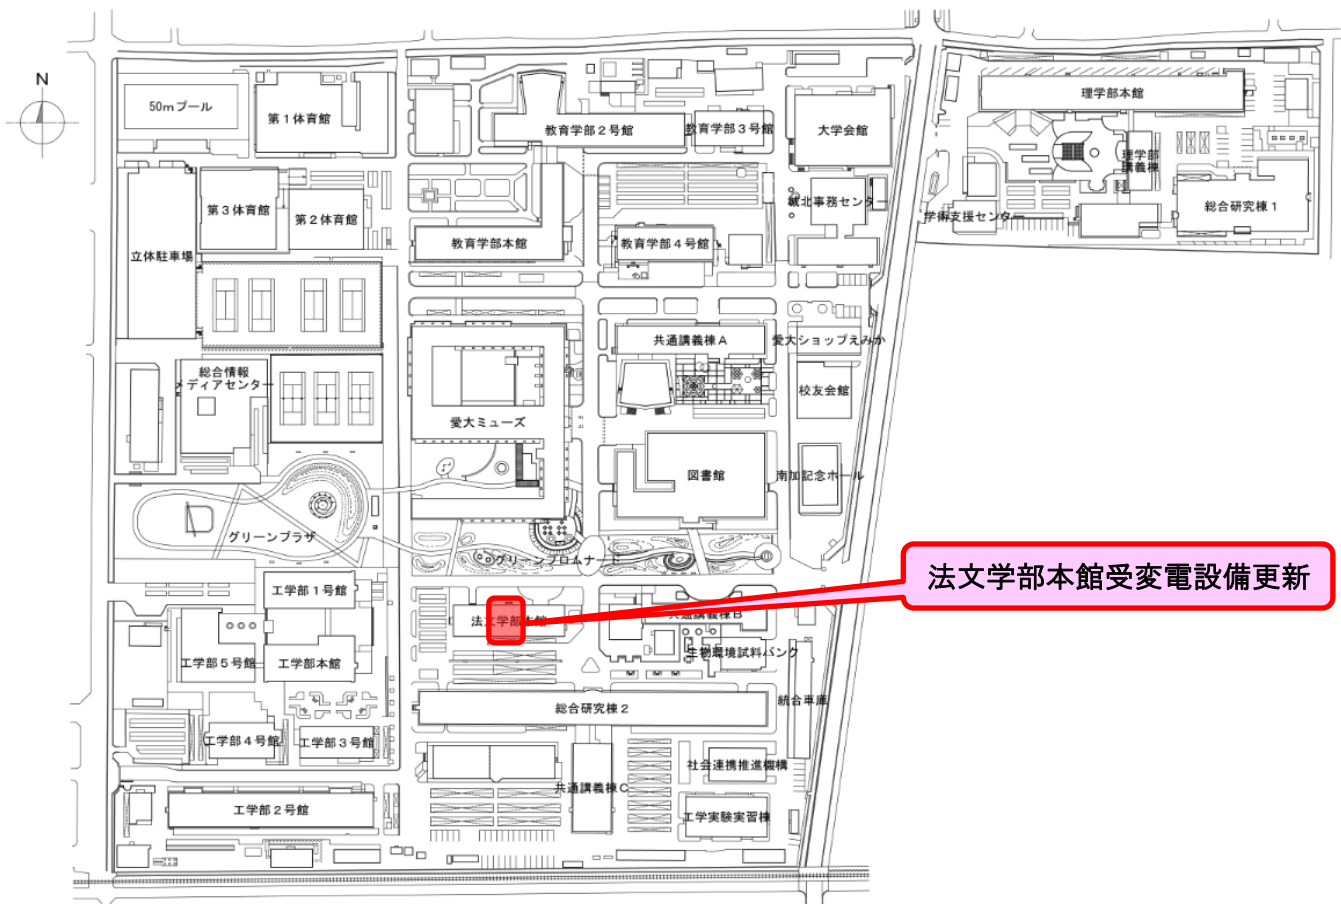 N
50mプール
第1体育館
教育学部2号館
教育学部3号館
大学会館
理学部本館
理学部
講義棟
第3体育館
第2体育館
城北事務センター
学術支援センター
総合研究棟1
立体駐車場
教育学部本館
教育学部4号館
共通講義棟A
愛大ショップえみか
総合情報
メディアセンター
校友会館
愛大ミューズ
図書館
南加記念ホール
グリーンプラザ
グリーンプロムナード
法文学部本館受変電設備更新
工学部1号館
法文学部本館
共通講義棟B
工学部5号館
工学部本館
生物環境試料バンク
統合車庫
総合研究棟2
工学部4号館
工学部3号館
社会連携推進機構
共通講義棟C
工学部2号館
工学実験実習棟